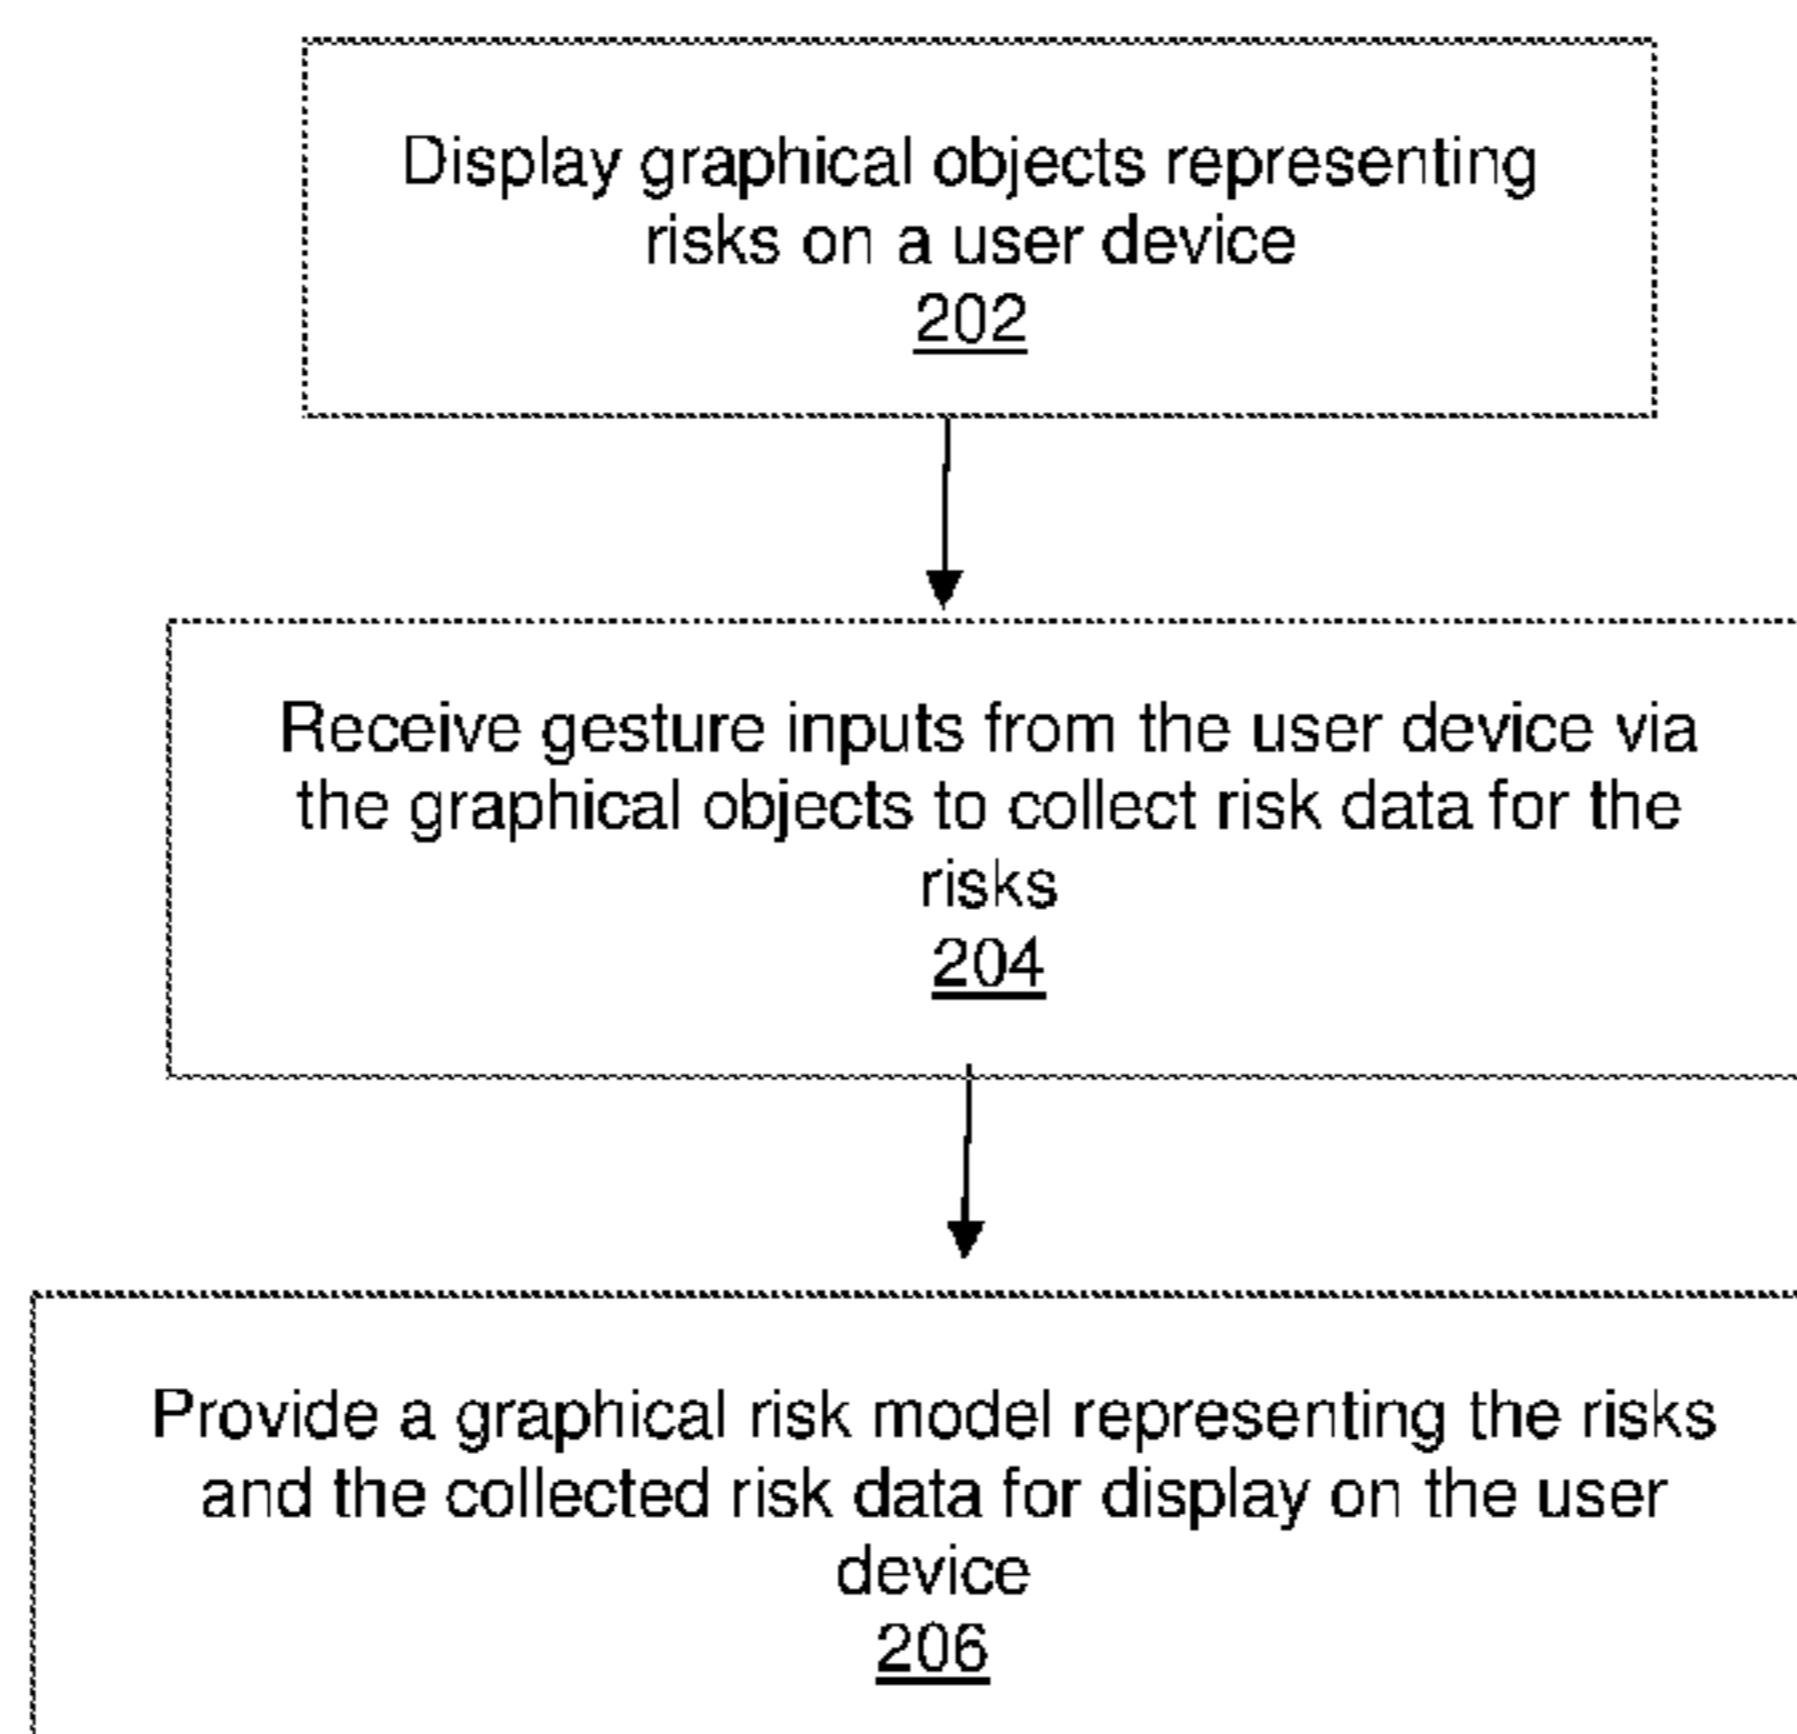 Display graphical objects representing
risks on a user device
202
Receive gesture inputs from the user device via
the graphical objects to collect risk data for the
risks
204
Provide a graphical risk model representing the risks
and the collected risk data for display on the user
device
206